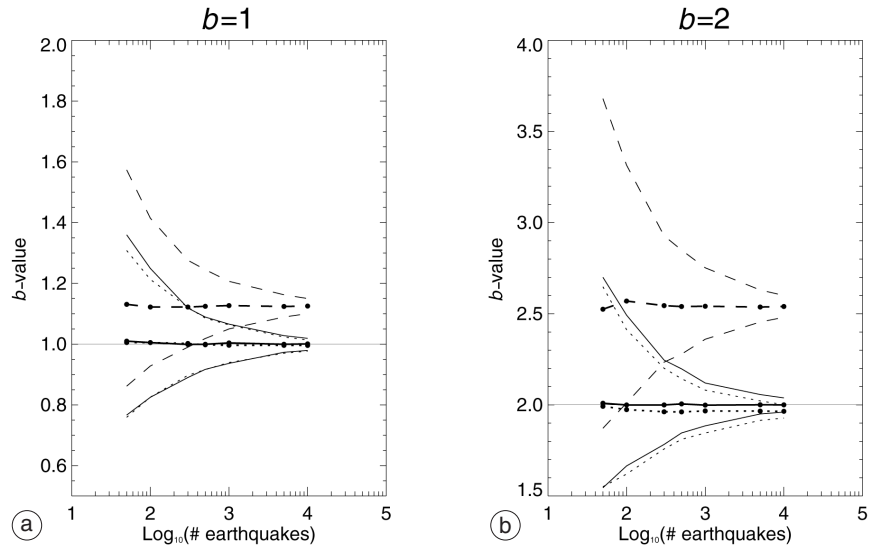 b=1
2.0
1.8
1.6
1.4
1.2
1.0
0.8
0.6
b-value
1 2 3 4 5
Log₁₀(# earthquakes)
a
b=2
4.0
3.5
3.0
2.5
2.0
1.5
b-value
1 2 3 4 5
Log₁₀(# earthquakes)
b